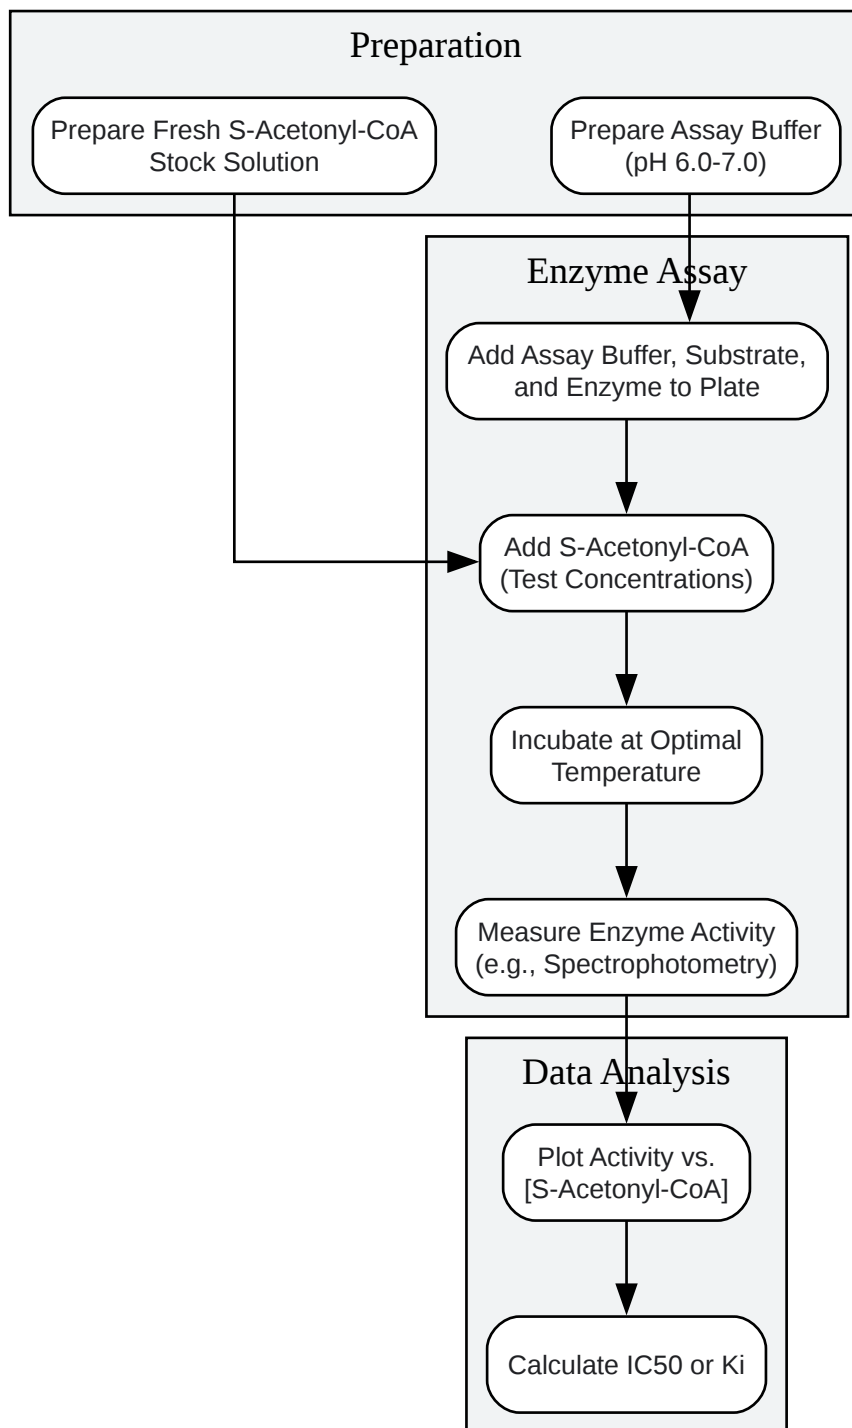 Preparation
Prepare Fresh S-Acetonyl-CoA
Stock Solution
Prepare Assay Buffer
(pH 6.0-7.0)
Enzyme Assay
Add Assay Buffer, Substrate,
and Enzyme to Plate
Add S-Acetonyl-CoA
(Test Concentrations)
Incubate at Optimal
Temperature
Measure Enzyme Activity
(e.g., Spectrophotometry)
Data Analysis
Plot Activity vs.
[S-Acetonyl-CoA]
Calculate IC50 or Ki